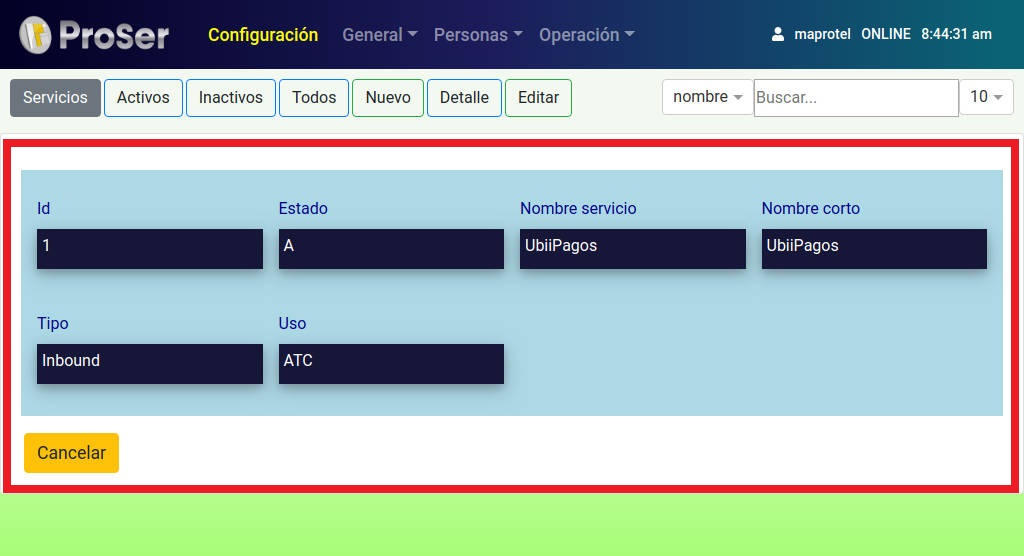 ProSer Configuración General Personas Operación maprotel ONLINE 8:44:31 am
Servicios Activos Inactivos Todos Nuevo Detalle Editar nombre Buscar... 10
Id Estado Nombre servicio Nombre corto
1 A UbiiPagos UbiiPagos
Tipo Uso
Inbound ATC
Cancelar